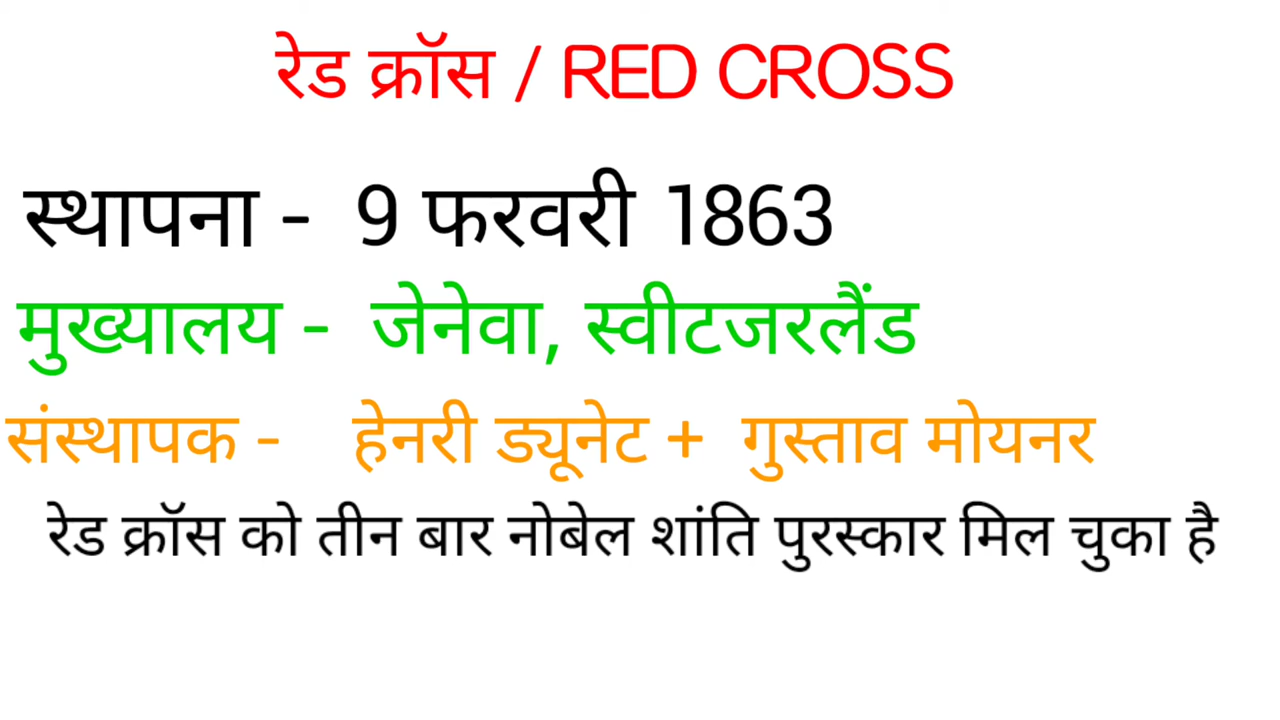 रेड क्रॉस / RED CROSS
स्थापना - 9 फरवरी 1863
मुख्यालय - जेनेवा, स्वीटजरलैंड
संस्थापक - हेनरी ड्यूनेट + गुस्ताव मोयनर
रेड क्रॉस को तीन बार नोबेल शांति पुरस्कार मिल चुका है